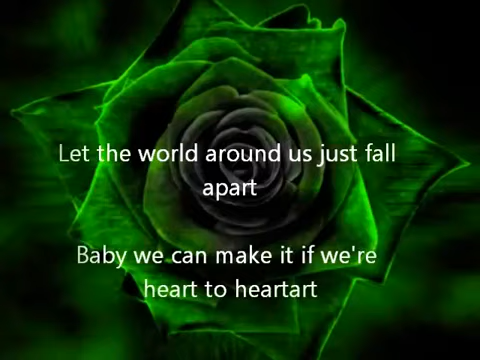 Let the world around us just fall
apart
Baby we can make it if we're
heart to heartart